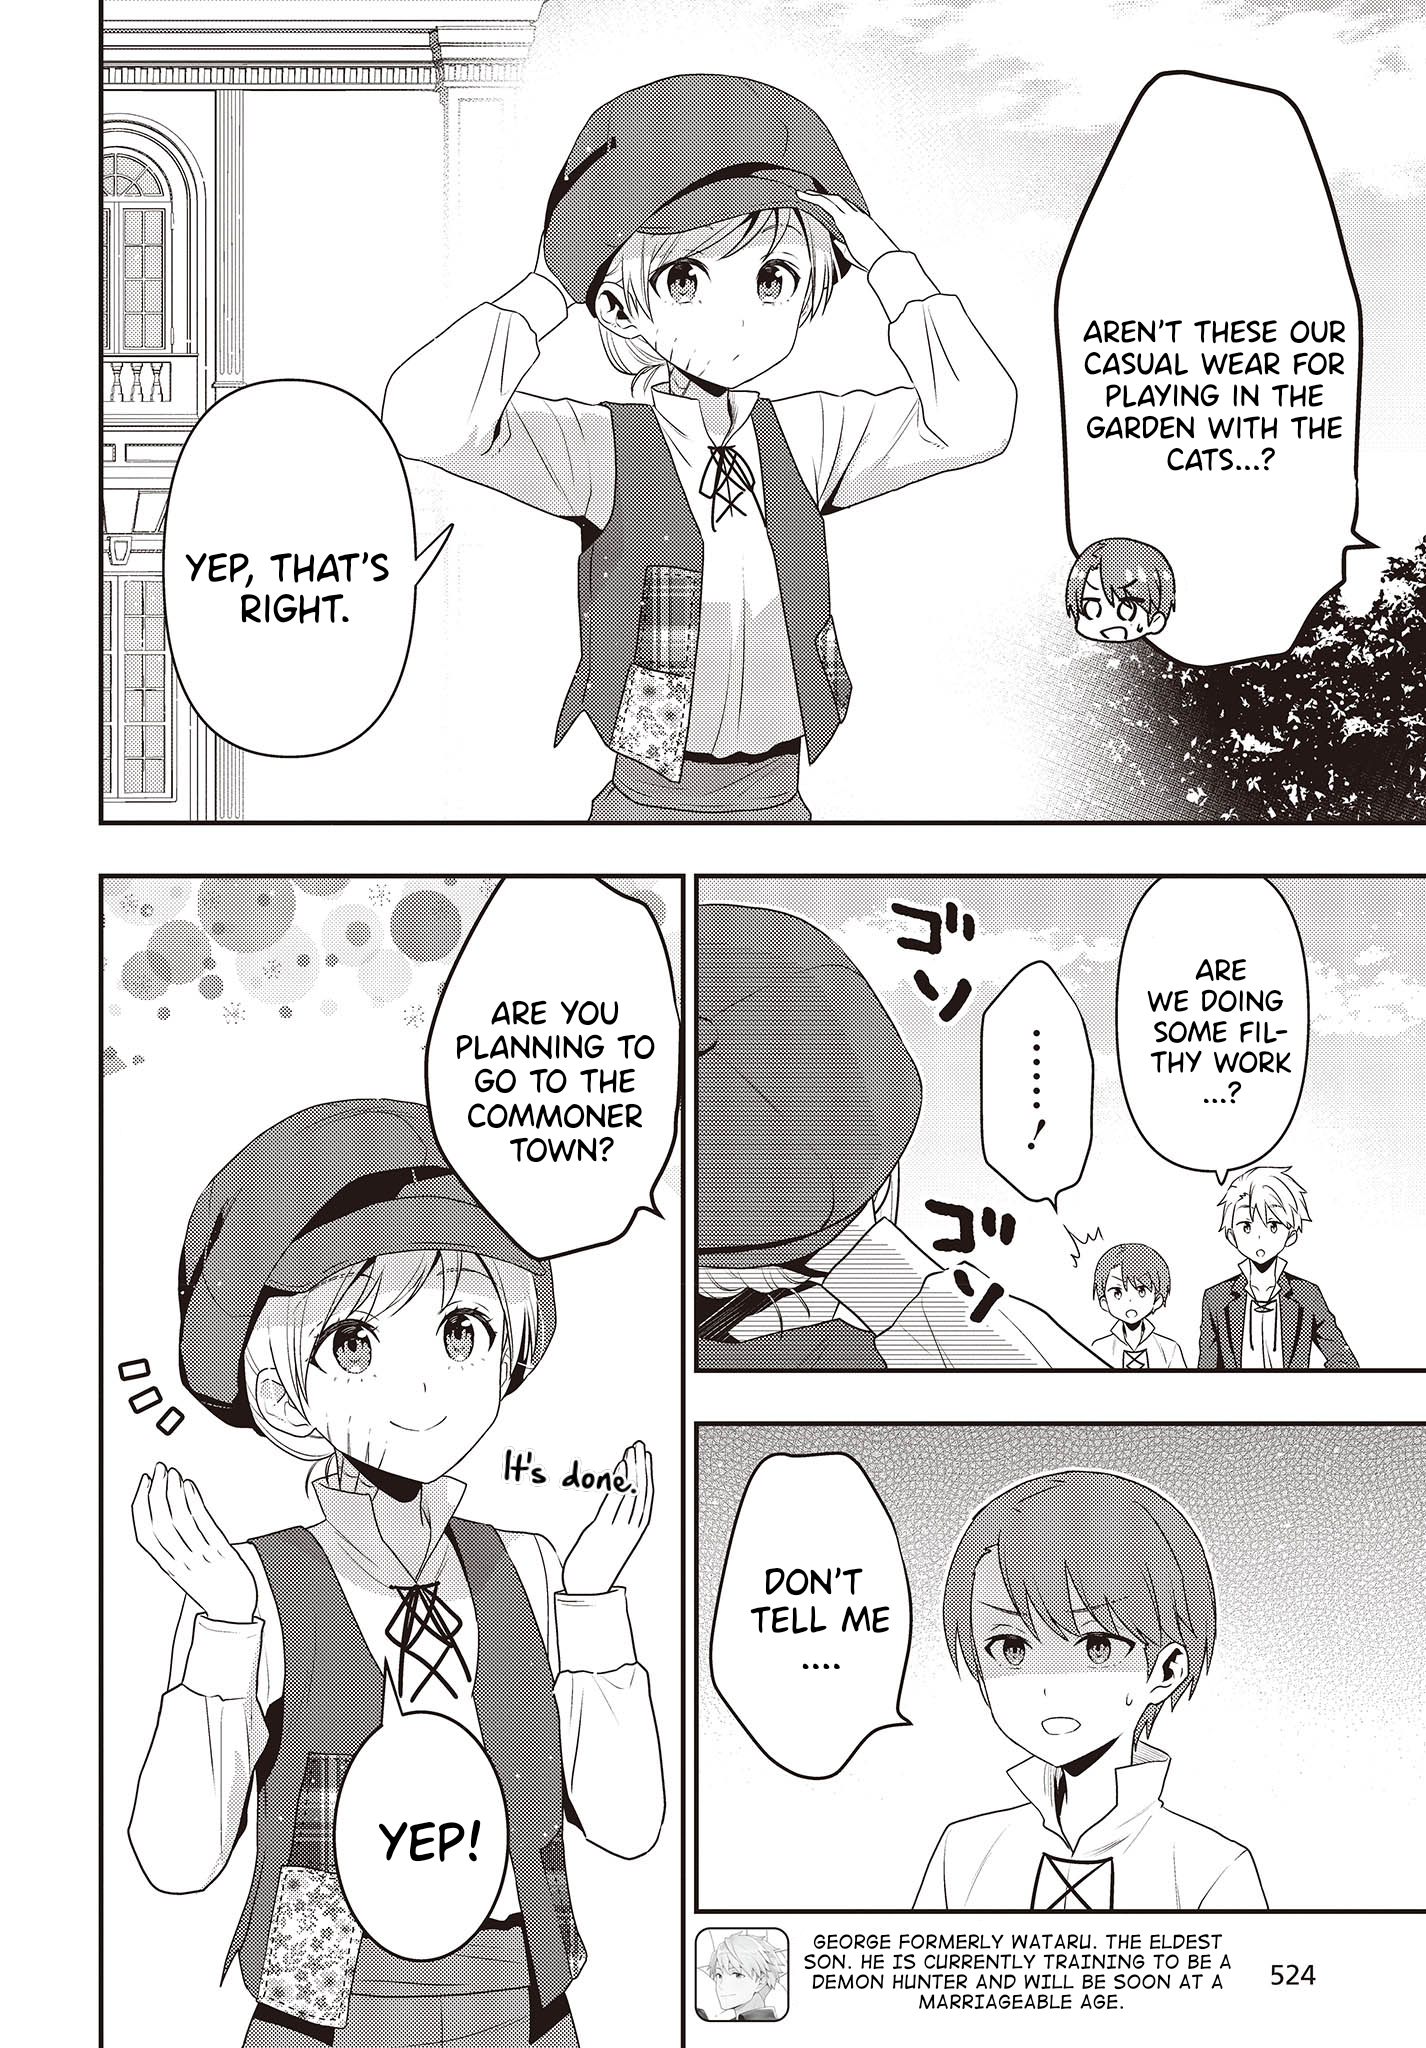 AREN'T THESE OUR
CASUAL WEAR FOR
PLAYING IN THE
GARDEN WITH THE
CATS...?
YEP, THAT'S
RIGHT.
ARE
WE DOING
SOME FIL-
THY WORK
...?
.........!
ゴソ
ゴソ
DON'T
TELL ME
....
ARE YOU
PLANNING TO
GO TO THE
COMMONER
TOWN?
It's done.
YEP!
GEORGE FORMERLY WATARU. THE ELDEST
SON. HE IS CURRENTLY TRAINING TO BE A
DEMON HUNTER AND WILL BE SOON AT A
MARRIAGEABLE AGE.
524